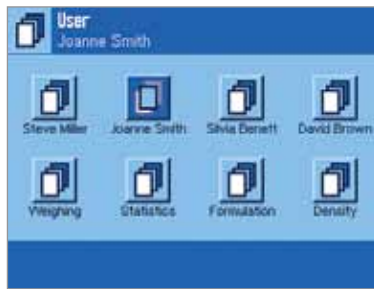 User
Joanne Smith
Steve Miller
Joanne Smith
Silvia Benett
David Brown
Weighing
Statistics
Formulation
Density